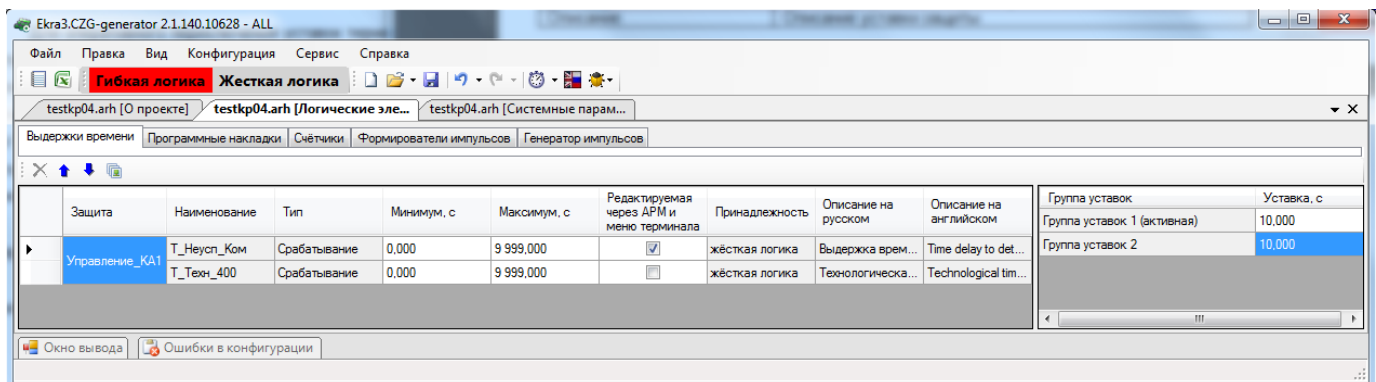 Ekra3.CZG-generator 2.1.140.10628 - ALL
Файл Правка Вид Конфигурация Сервис Справка
Гибкая логика Жесткая логика
testkp04.arh [О проекте] testkp04.arh [Логические эле... testkp04.arh [Системные парам...
Выдержки времени Программные накладки Счётчики Формирователи импульсов Генератор импульсов
Защита Наименование Тип Минимум, с Максимум, с Редактируемая через АРМ и меню терминала Принадлежность Описание на русском Описание на английском Группа уставок Уставка, с
Группа уставок 1 (активная) 10,000
Управление_КА1 Т_Неусп_Ком Срабатывание 0,000 9 999,000 жёсткая логика Выдержка врем... Time delay to det... Группа уставок 2 10,000
Т_Техн_400 Срабатывание 0,000 9 999,000 жёсткая логика Технологическа... Technological tim...
Окно вывода Ошибки в конфигурации